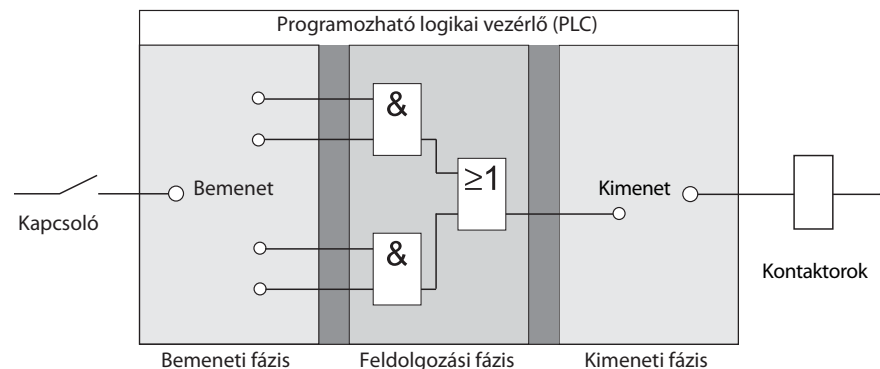 Programozható logikai vezérlő (PLC)
&
≥1
Bemenet
Kimenet
Kapcsoló
&
Kontaktorok
Bemeneti fázis
Feldolgozási fázis
Kimeneti fázis